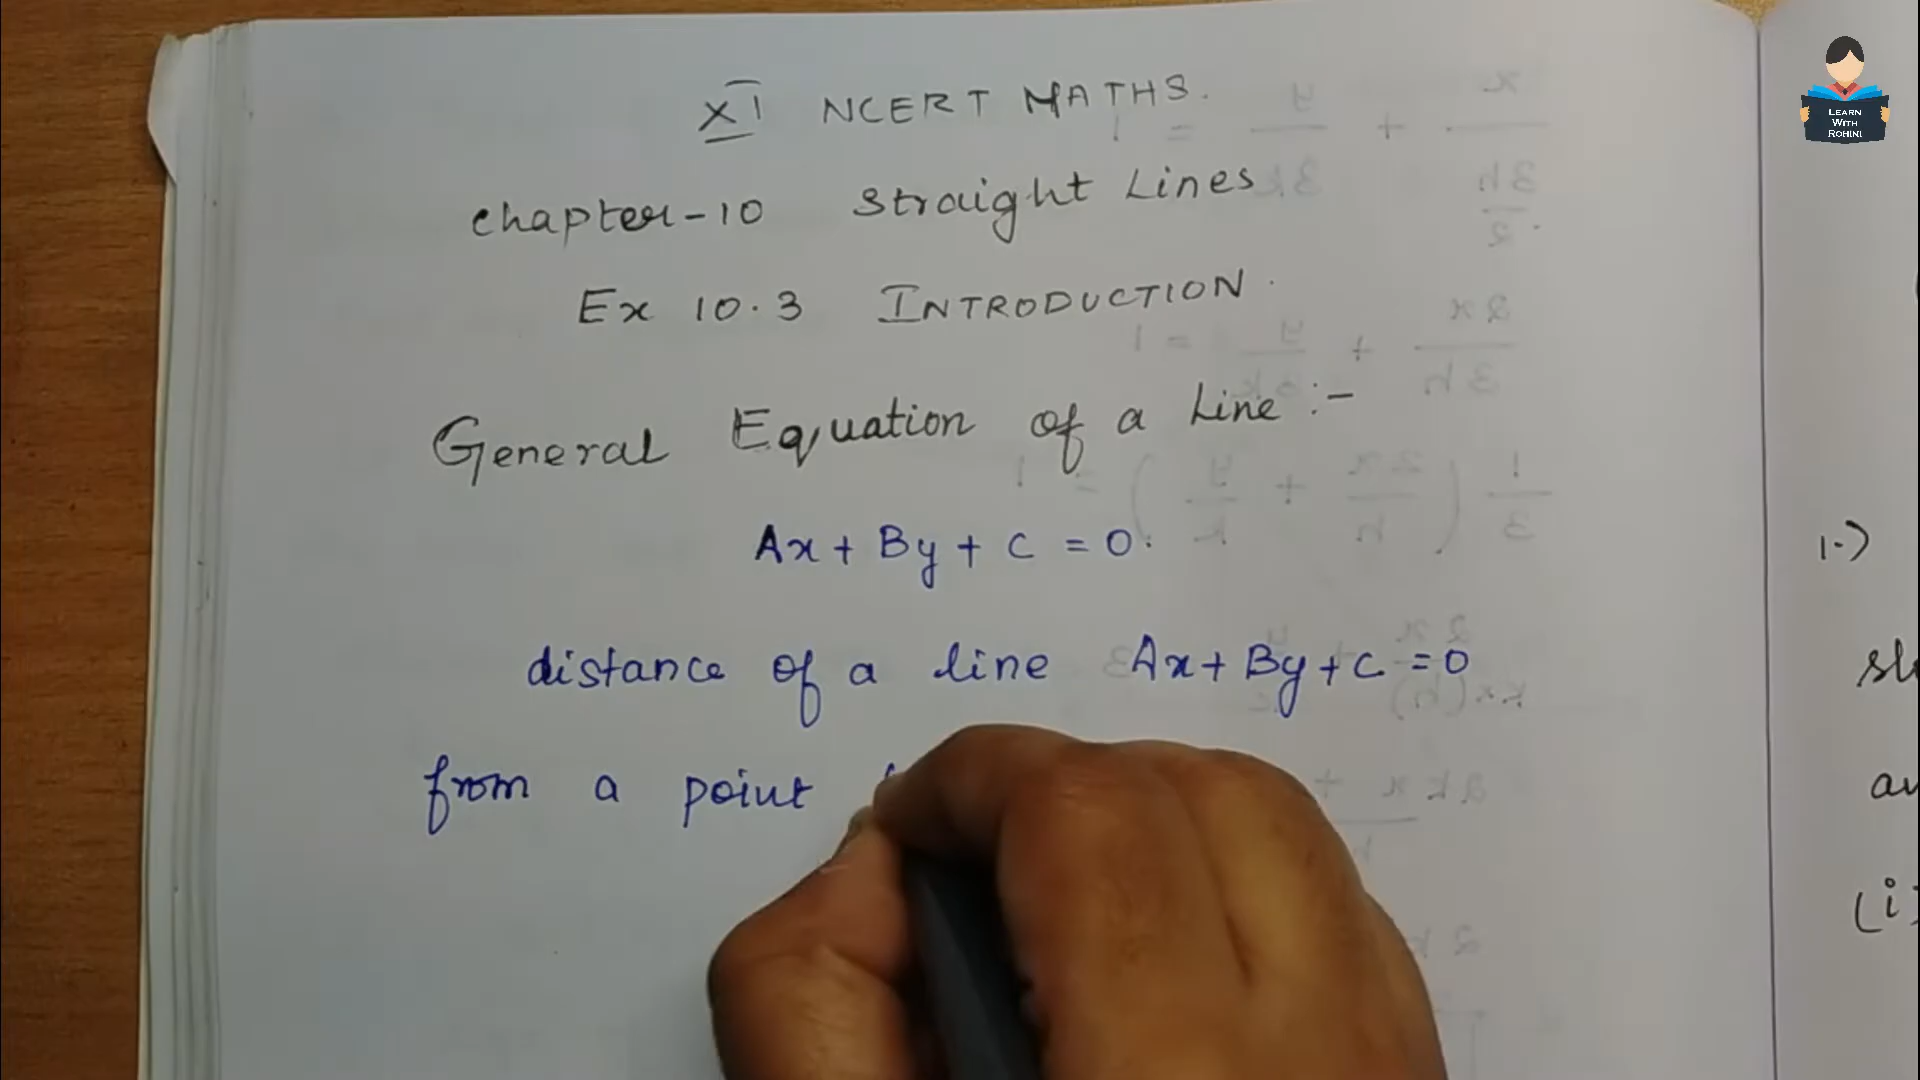 XI NCERT MATHS.
chapter-10 Straight Lines
Ex 10.3 INTRODUCTION.
General Equation of a Line :-
Ax + By + C = 0.
distance of a line Ax + By + C = 0
from a point (
1.)
(i)
LEARN
WITH
ROHINI